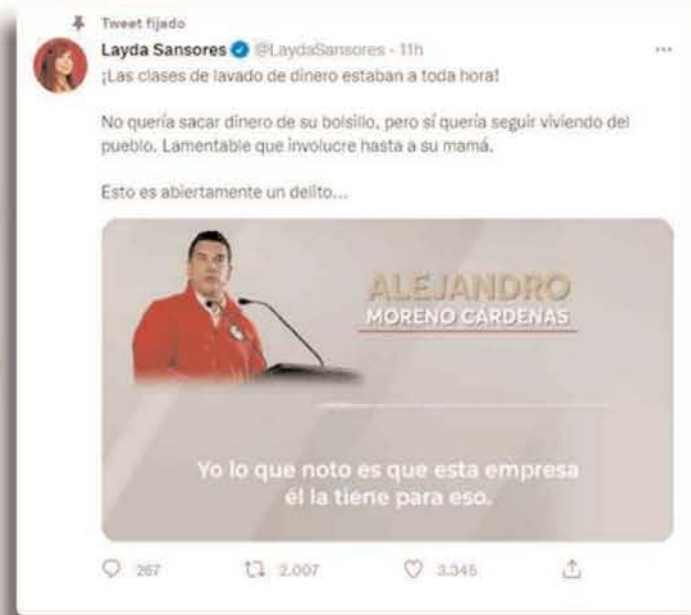 Tweet fijado
Layda Sansores @LaydaSansores - 11h
¡Las clases de lavado de dinero estaban a toda hora!
No quería sacar dinero de su bolsillo, pero sí quería seguir viviendo del
pueblo. Lamentable que involucre hasta a su mamá.
Esto es abiertamente un delito...
ALEJANDRO
MORENO CÁRDENAS
Yo lo que noto es que esta empresa
él la tiene para eso.
267 2.007 3.345